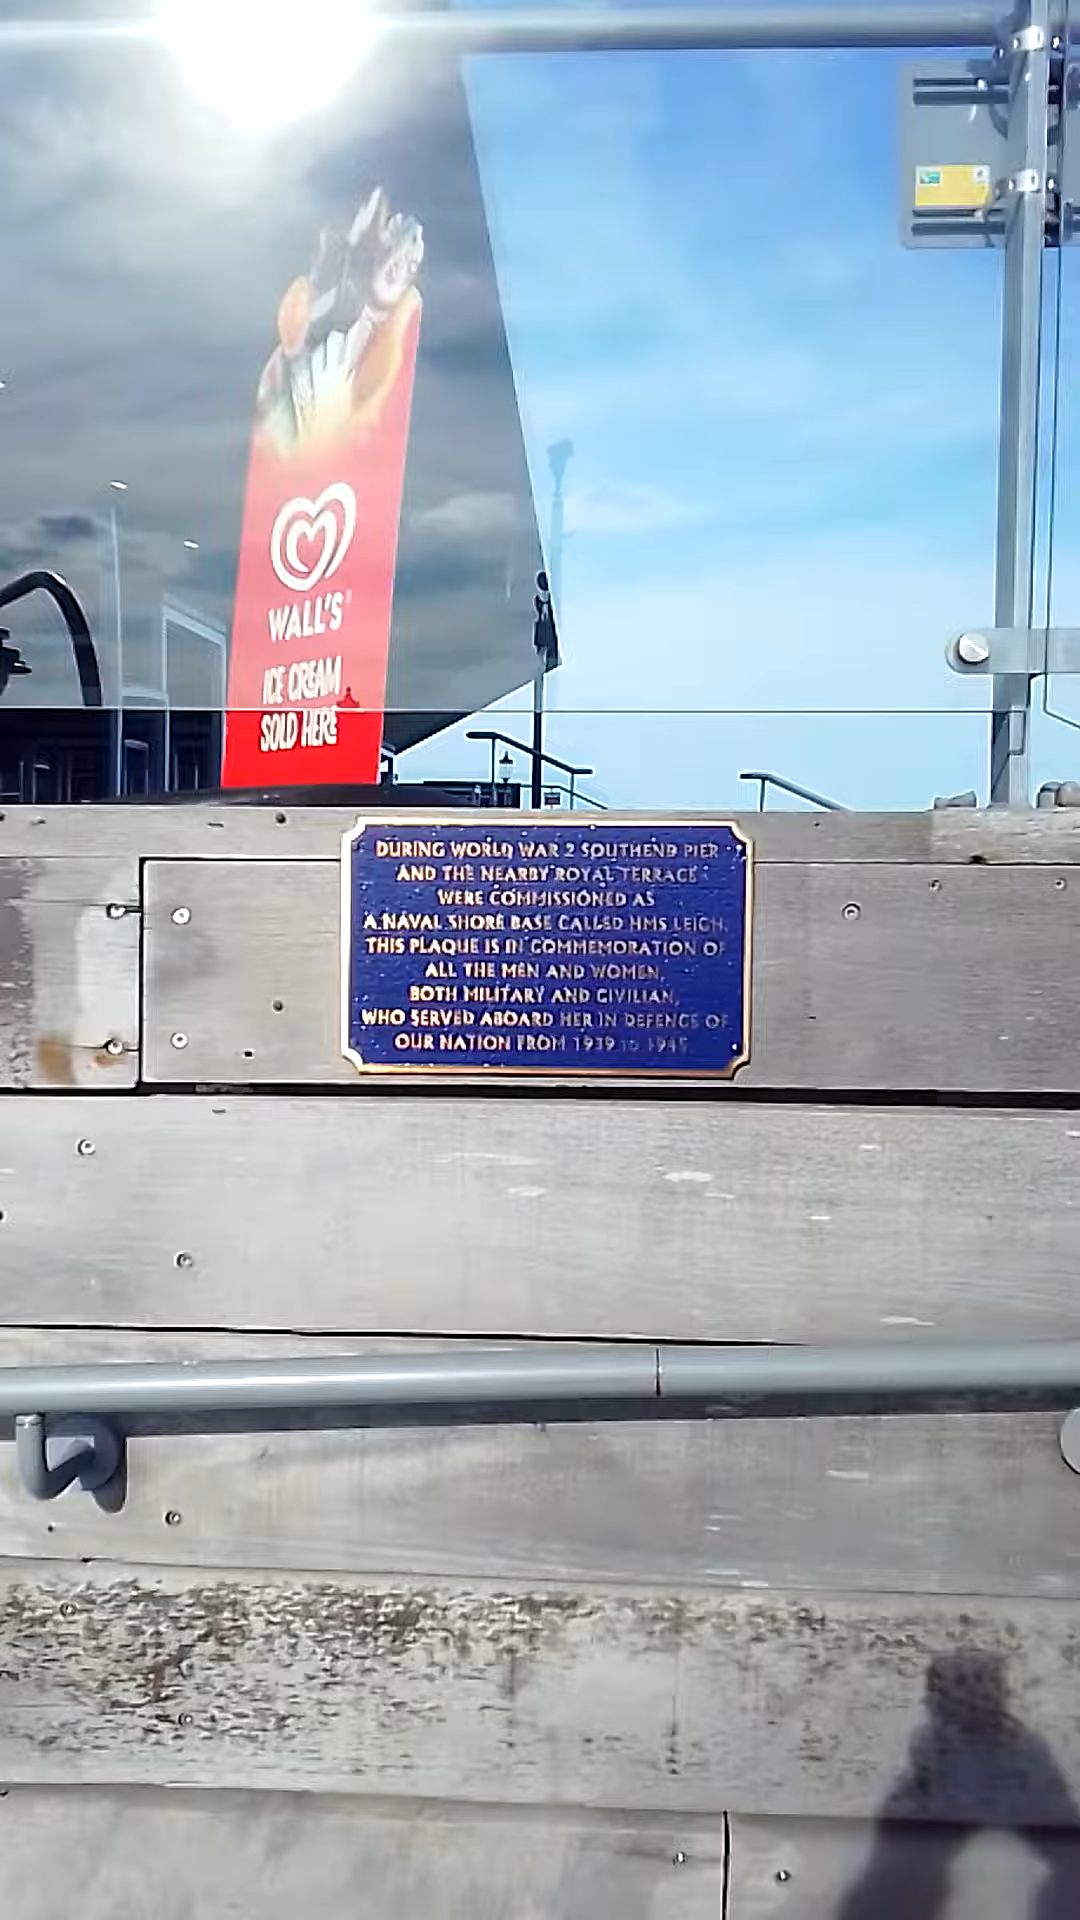 WALL'S
ICE CREAM
SOLD HERE
DURING WORLD WAR 2 SOUTHEND PIER
AND THE NEARBY ROYAL TERRACE
WERE COMMISSIONED AS
A NAVAL SHORE BASE CALLED HMS LEIGH.
THIS PLAQUE IS IN COMMEMORATION OF
ALL THE MEN AND WOMEN,
BOTH MILITARY AND CIVILIAN,
WHO SERVED ABOARD HER IN DEFENCE OF
OUR NATION FROM 1939 to 1945